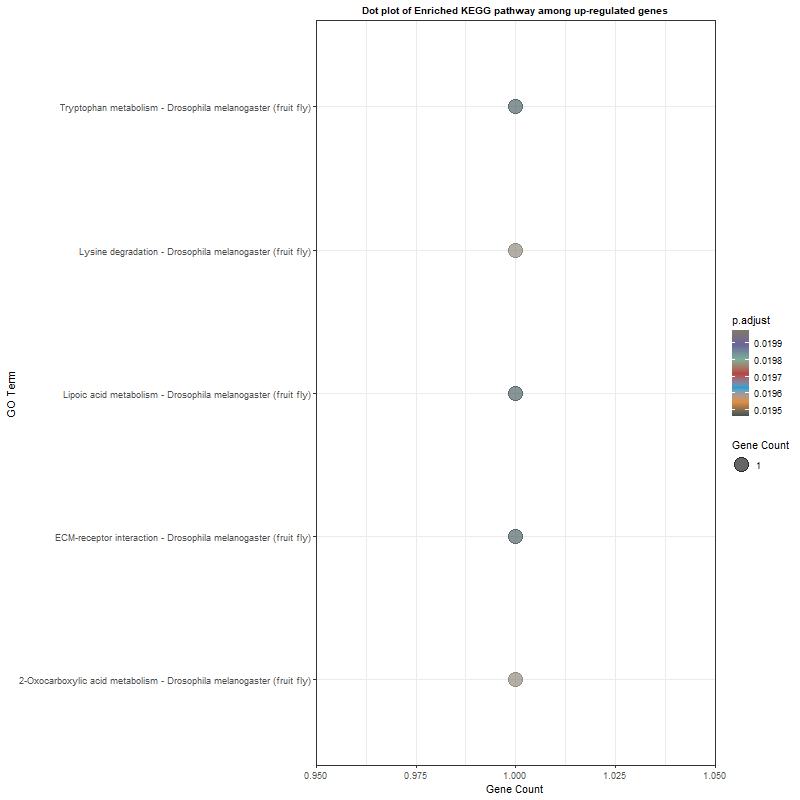 Dot plot of Enriched KEGG pathway among up-regulated genes
Tryptophan metabolism - Drosophila melanogaster (fruit fly)
Lysine degradation - Drosophila melanogaster (fruit fly)
Lipoic acid metabolism - Drosophila melanogaster (fruit fly)
ECM-receptor interaction - Drosophila melanogaster (fruit fly)
2-Oxocarboxylic acid metabolism - Drosophila melanogaster (fruit fly)
GO Term
0.950
0.975
1.000
1.025
1.050
Gene Count
p.adjust
0.0199
0.0198
0.0197
0.0196
0.0195
Gene Count
1